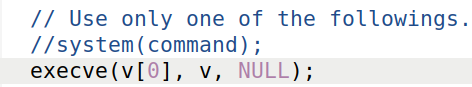 // Use only one of the followings.
//system(command);
execve(v[0], v, NULL);